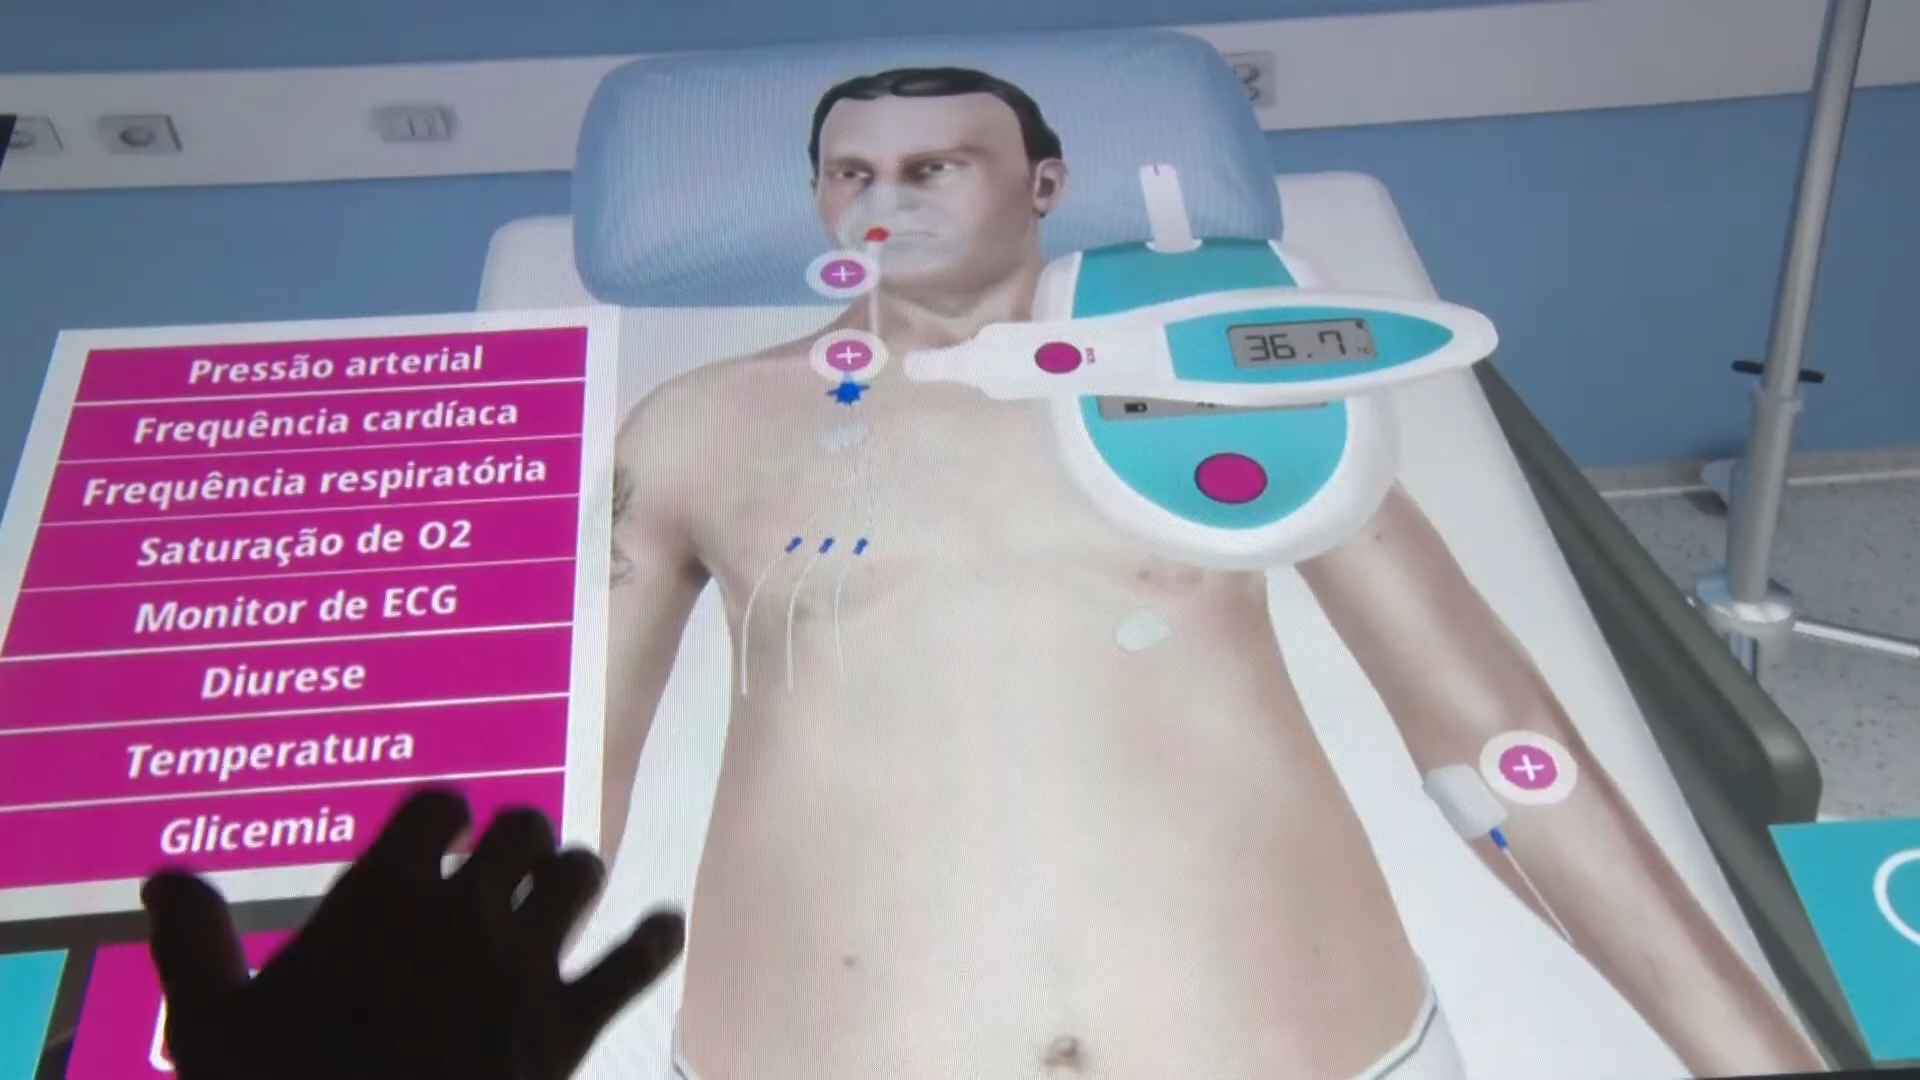 Pressão arterial
Frequência cardíaca
Frequência respiratória
Saturação de O2
Monitor de ECG
Diurese
Temperatura
Glicemia
36.7